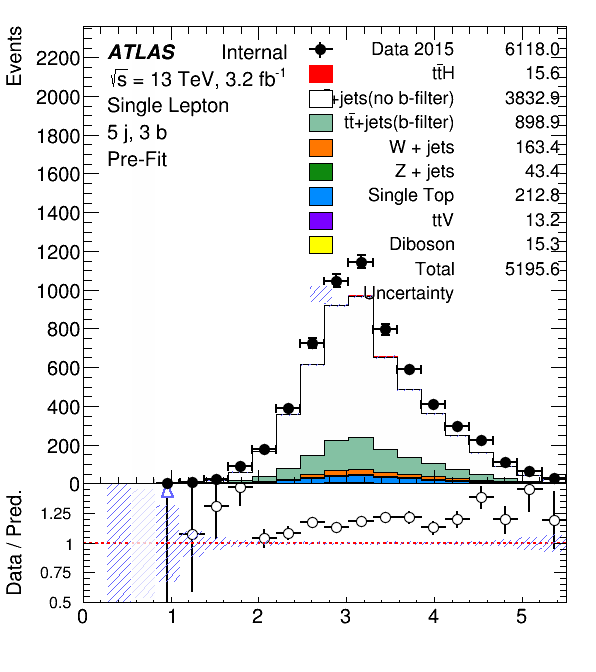 Events
ATLAS Internal
√s = 13 TeV, 3.2 fb⁻¹
Single Lepton
5 j, 3 b
Pre-Fit
Data 2015 6118.0
tt̄H 15.6
+jets(no b-filter) 3832.9
tt̄+jets(b-filter) 898.9
W + jets 163.4
Z + jets 43.4
Single Top 212.8
ttV 13.2
Diboson 15.3
Total 5195.6
Uncertainty
2200
2000
1800
1600
1400
1200
1000
800
600
400
200
0
Data / Pred.
1.25
1
0.75
0.5
0 1 2 3 4 5